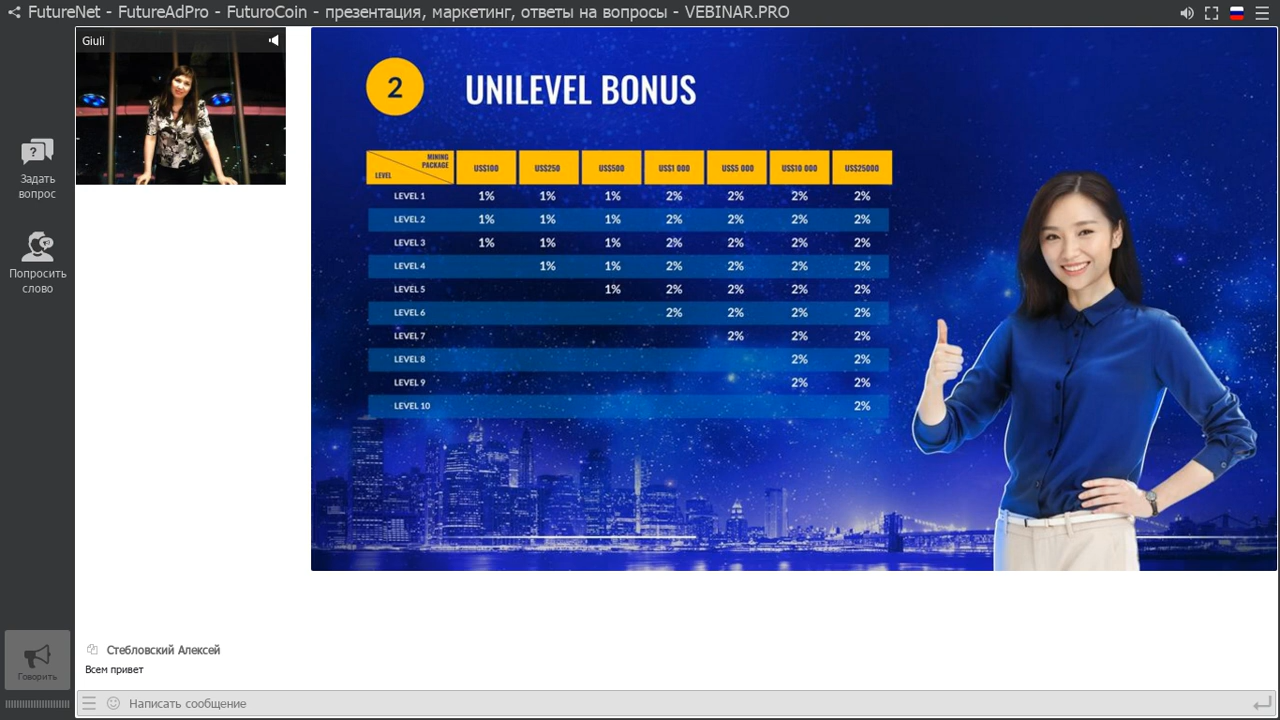 FutureNet - FutureAdPro - FuturoCoin - презентация, маркетинг, ответы на вопросы - VEBINAR.PRO
Giuli
Задать
вопрос
Попросить
слово
2
UNILEVEL BONUS
MINING
PACKAGE
LEVEL
US$100 US$250 US$500 US$1 000 US$5 000 US$10 000 US$25000
LEVEL 1 1% 1% 1% 2% 2% 2% 2%
LEVEL 2 1% 1% 1% 2% 2% 2% 2%
LEVEL 3 1% 1% 1% 2% 2% 2% 2%
LEVEL 4 1% 1% 2% 2% 2% 2%
LEVEL 5 1% 2% 2% 2% 2%
LEVEL 6 2% 2% 2% 2%
LEVEL 7 2% 2% 2%
LEVEL 8 2% 2%
LEVEL 9 2% 2%
LEVEL 10 2%
Стебловский Алексей
Всем привет
Говорить
Написать сообщение